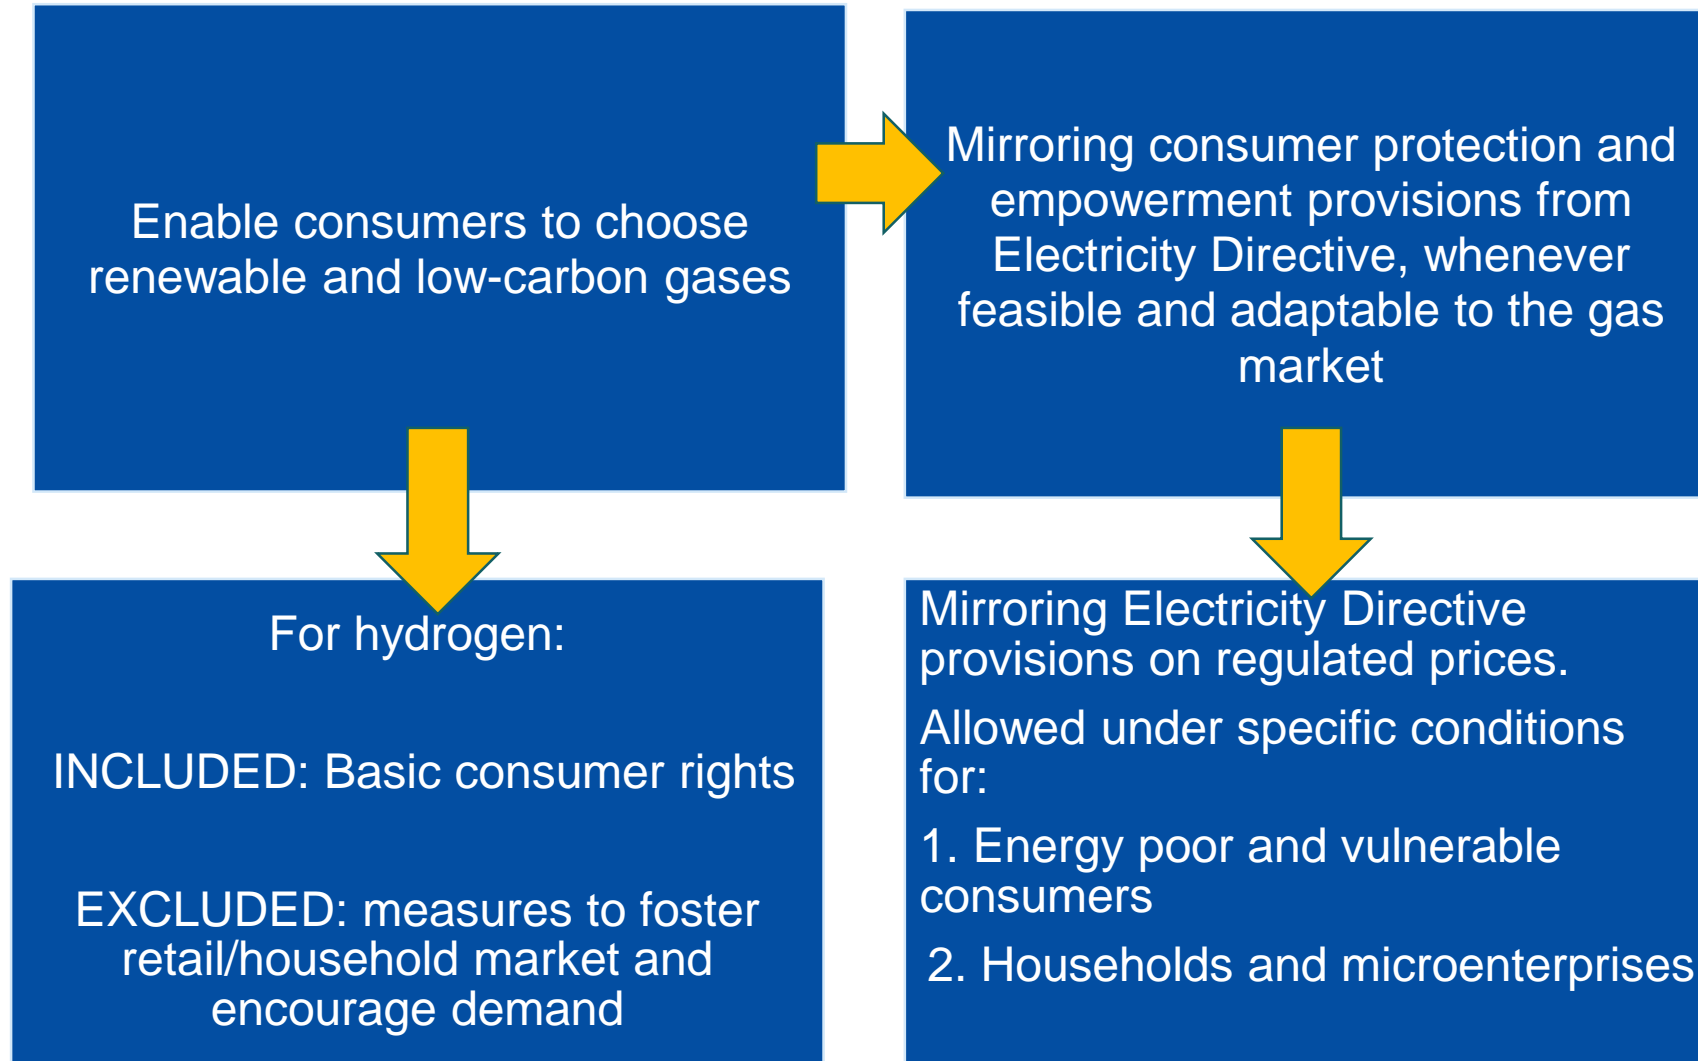 Enable consumers to choose
renewable and low-carbon gases
Mirroring consumer protection and
empowerment provisions from
Electricity Directive, whenever
feasible and adaptable to the gas
market
For hydrogen:
INCLUDED: Basic consumer rights
EXCLUDED: measures to foster
retail/household market and
encourage demand
Mirroring Electricity Directive
provisions on regulated prices.
Allowed under specific conditions
for:
1. Energy poor and vulnerable
consumers
2. Households and microenterprises